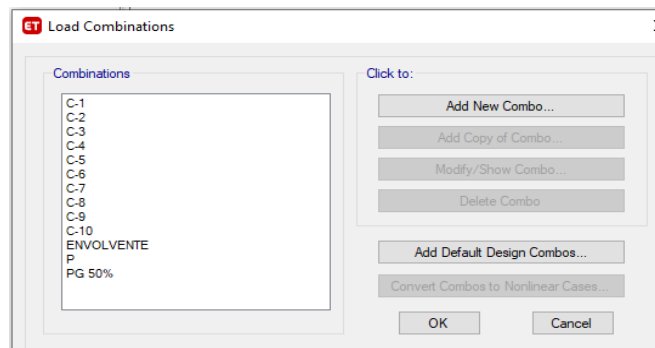 ET Load Combinations
Combinations
C-1
C-2
C-3
C-4
C-5
C-6
C-7
C-8
C-9
C-10
ENVOLVENTE
P
PG 50%
Click to:
Add New Combo...
Add Copy of Combo...
Modify/Show Combo...
Delete Combo
Add Default Design Combos...
Convert Combos to Nonlinear Cases...
OK
Cancel